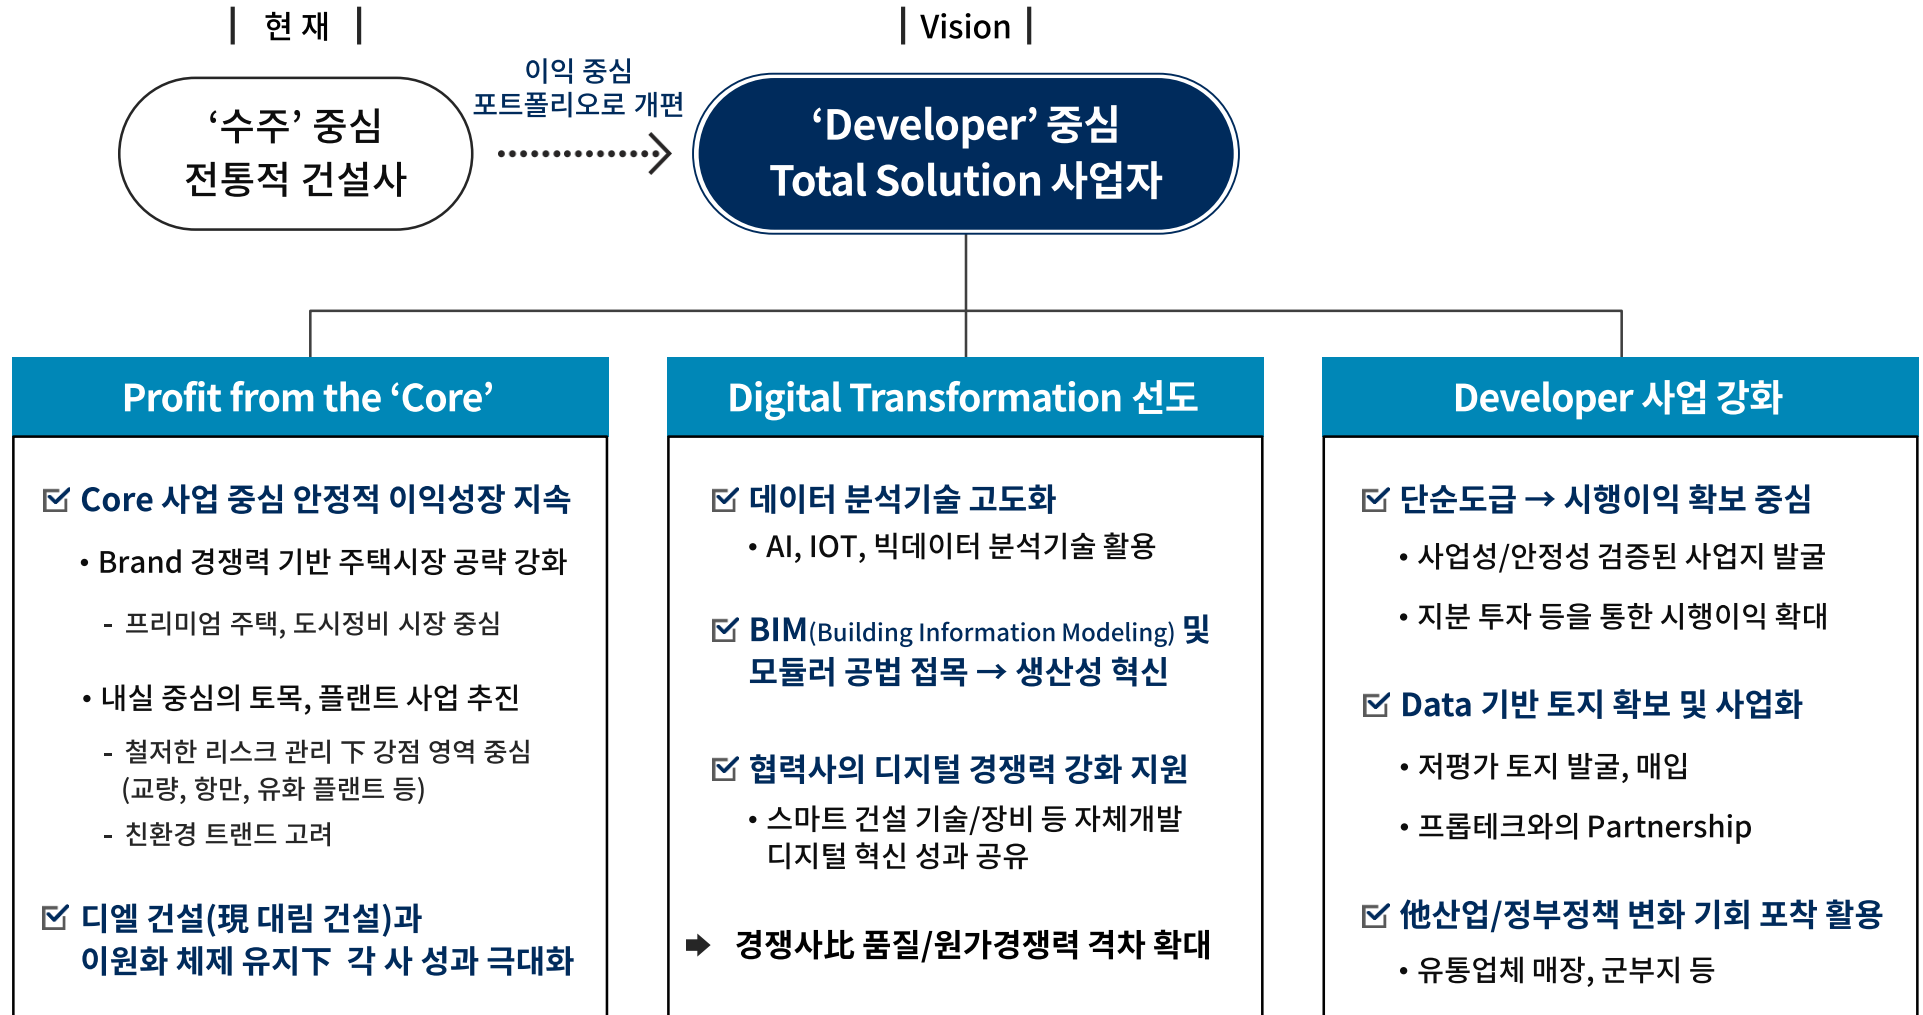 | 현 재 |
| Vision |
‘수주’ 중심
전통적 건설사
이익 중심
포트폴리오로 개편
‘Developer’ 중심
Total Solution 사업자
Profit from the ‘Core’
Core 사업 중심 안정적 이익성장 지속
• Brand 경쟁력 기반 주택시장 공략 강화
- 프리미엄 주택, 도시정비 시장 중심
• 내실 중심의 토목, 플랜트 사업 추진
- 철저한 리스크 관리 下 강점 영역 중심
(교량, 항만, 유화 플랜트 등)
- 친환경 트랜드 고려
디엘 건설(現 대림 건설)과
이원화 체제 유지下 각 사 성과 극대화
Digital Transformation 선도
데이터 분석기술 고도화
• AI, IOT, 빅데이터 분석기술 활용
BIM(Building Information Modeling) 및
모듈러 공법 접목 → 생산성 혁신
협력사의 디지털 경쟁력 강화 지원
• 스마트 건설 기술/장비 등 자체개발
디지털 혁신 성과 공유
경쟁사比 품질/원가경쟁력 격차 확대
Developer 사업 강화
단순도급 → 시행이익 확보 중심
• 사업성/안정성 검증된 사업지 발굴
• 지분 투자 등을 통한 시행이익 확대
Data 기반 토지 확보 및 사업화
• 저평가 토지 발굴, 매입
• 프롭테크와의 Partnership
他산업/정부정책 변화 기회 포착 활용
• 유통업체 매장, 군부지 등